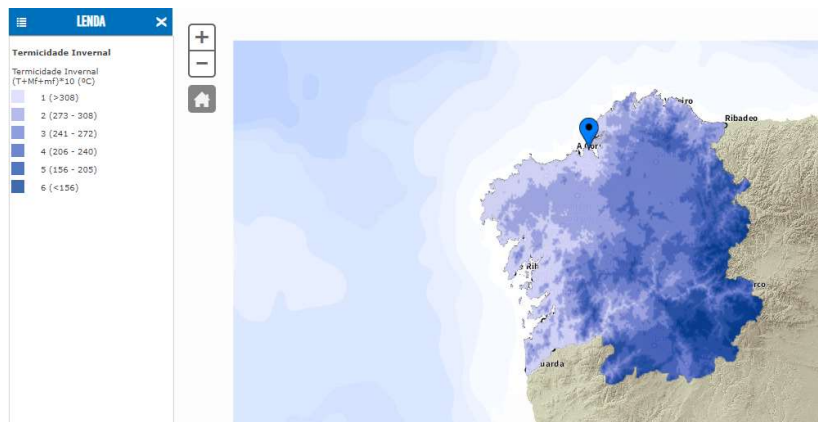 LENDA
Termicidade Invernal
Termicidade Invernal
(T+Mf+mf)*10 (ºC)
1 (>308)
2 (273 - 308)
3 (241 - 272)
4 (206 - 240)
5 (156 - 205)
6 (<156)
+
−
Ribadeo